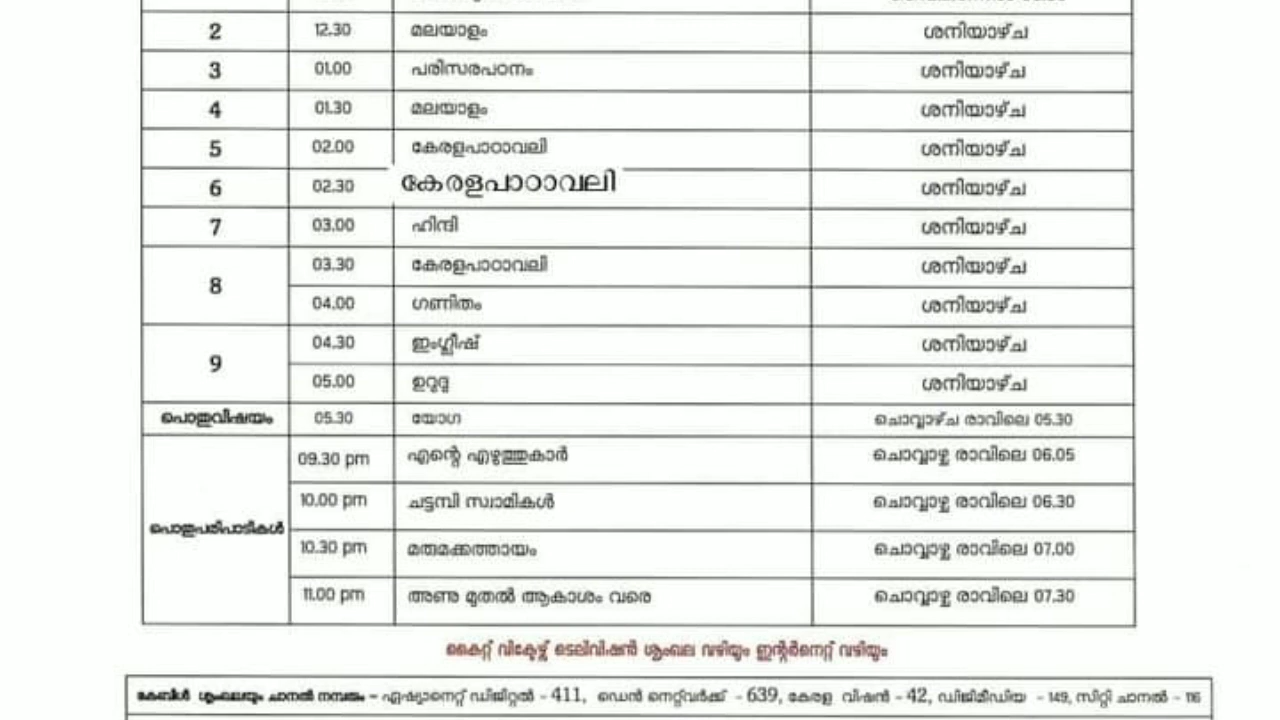 2 12.30 മലയാളം ശനിയാഴ്ച
3 01.00 പരിസരപഠനം ശനിയാഴ്ച
4 01.30 മലയാളം ശനിയാഴ്ച
5 02.00 കേരളപാഠാവലി ശനിയാഴ്ച
6 02.30 കേരളപാഠാവലി ശനിയാഴ്ച
7 03.00 ഹിന്ദി ശനിയാഴ്ച
8 03.30 കേരളപാഠാവലി ശനിയാഴ്ച
04.00 ഗണിതം ശനിയാഴ്ച
9 04.30 ഇംഗ്ലീഷ് ശനിയാഴ്ച
05.00 ഉറുദു ശനിയാഴ്ച
പൊതുവിഷയം 05.30 യോഗ ചൊവ്വാഴ്ച രാവിലെ 05.30
പൊതുപരിപാടികൾ 09.30 pm എന്റെ എഴുത്തുകാർ ചൊവ്വാഴ്ച രാവിലെ 06.05
10.00 pm ചട്ടമ്പി സ്വാമികൾ ചൊവ്വാഴ്ച രാവിലെ 06.30
10.30 pm മരുമക്കത്തായം ചൊവ്വാഴ്ച രാവിലെ 07.00
11.00 pm അണു മുതൽ ആകാശം വരെ ചൊവ്വാഴ്ച രാവിലെ 07.30
കൈറ്റ് വിക്ടേഴ്സ് ടെലിവിഷൻ ശൃംഖല വഴിയും ഇന്റർനെറ്റ് വഴിയും
കേബിൾ ശൃംഖലയും ചാനൽ നമ്പരും - ഏഷ്യാനെറ്റ് ഡിജിറ്റൽ - 411, ഡെൻ നെറ്റ്‌വർക്ക് - 639, കേരള വിഷൻ - 42, ഡിജിമീഡിയ - 149, സിറ്റി ചാനൽ - 116